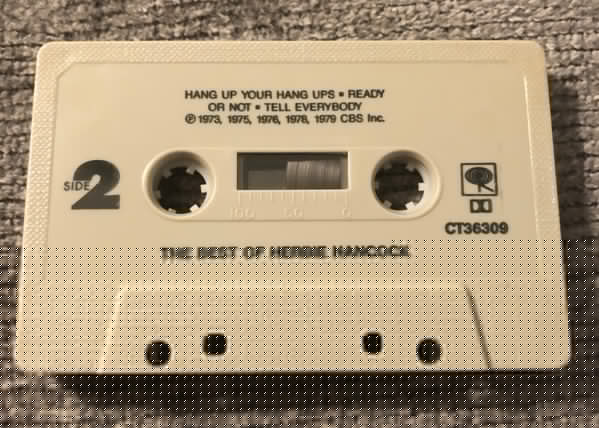 HANG UP YOUR HANG UPS ▪ READY
OR NOT ▪ TELL EVERYBODY
℗ 1973, 1975, 1976, 1978, 1979 CBS Inc.
SIDE 2
100 50 0
CT36309
THE BEST OF HERBIE HANCOCK